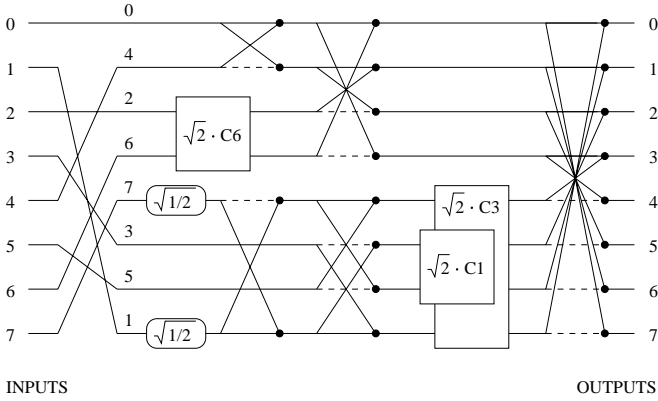 0 0 0
1 4 1
2 2 2
√2 · C6
3 6 3
4 7 √1/2 √2 · C3 4
5 3 5
√2 · C1
6 5 6
7 1 √1/2 7
INPUTS OUTPUTS